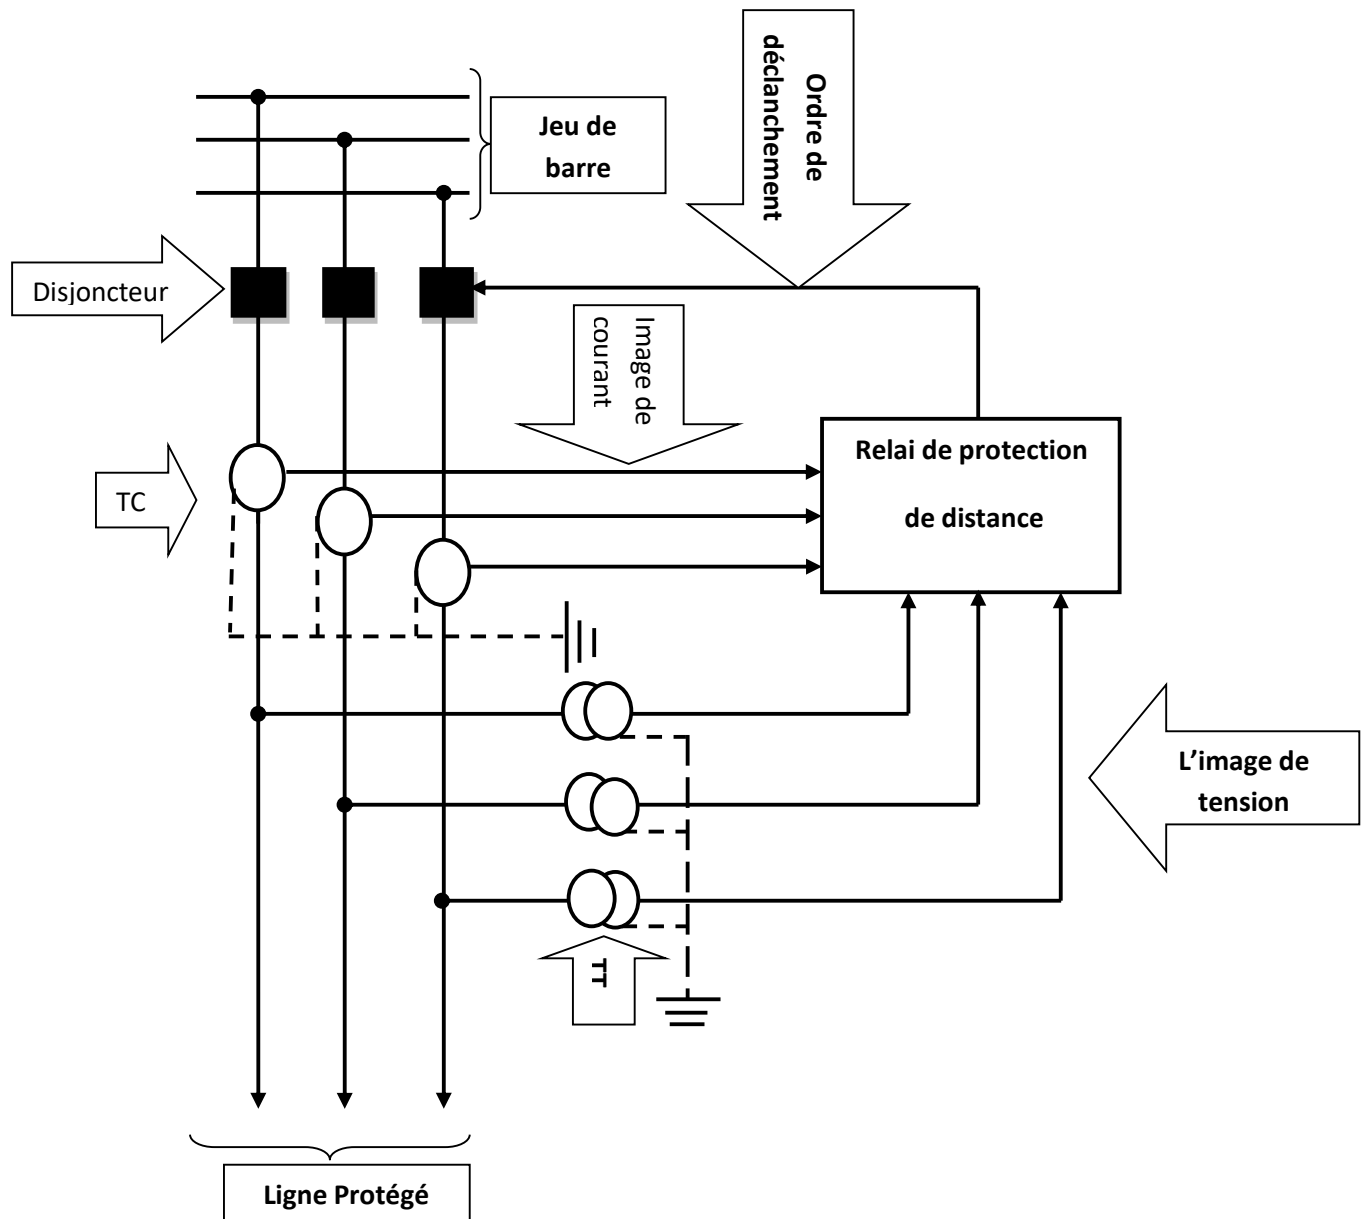 Ordre de
déclanchement
Jeu de
barre
Disjoncteur
Image de
courant
Relai de protection
de distance
TC
L’image de
tension
TT
Ligne Protégé